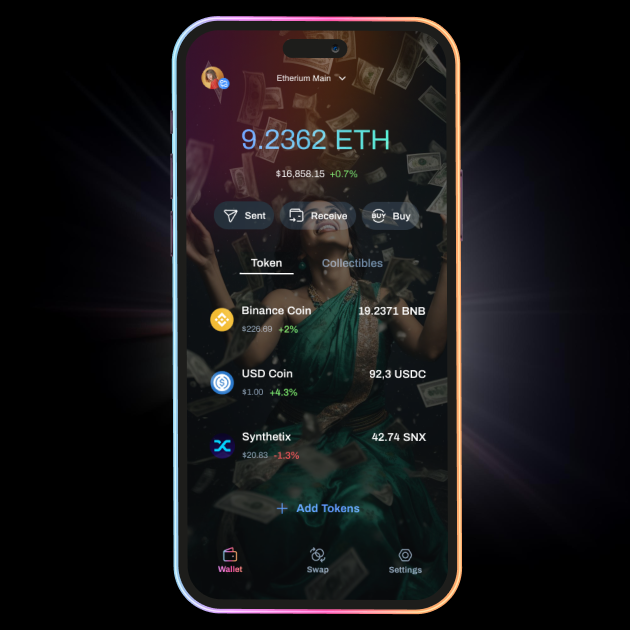 Etherium Main
9.2362 ETH
$16,858.15 +0.7%
Sent Receive BUY Buy
Token Collectibles
Binance Coin 19.2371 BNB
$226.69 +2%
USD Coin 92,3 USDC
$1.00 +4.3%
Synthetix 42.74 SNX
$20.83 -1.3%
+ Add Tokens
Wallet Swap Settings